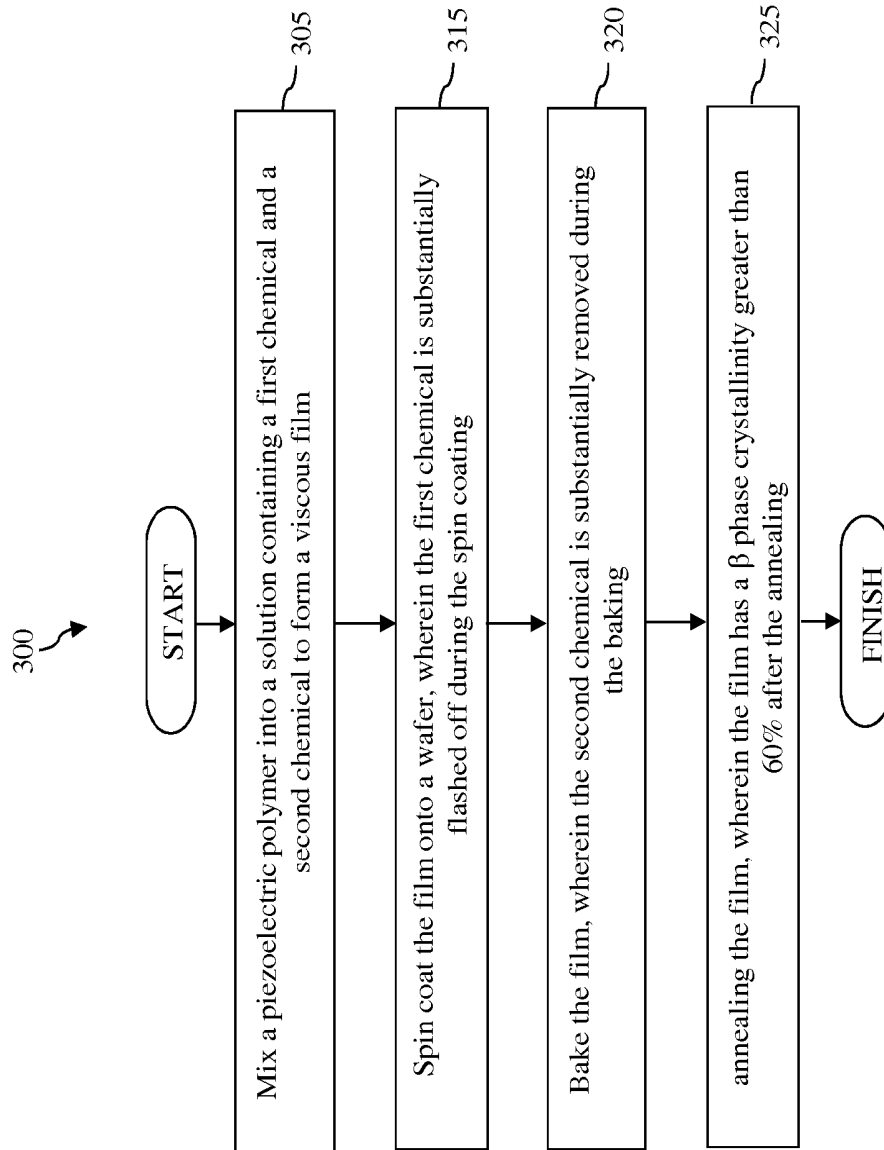 300
START
Mix a piezoelectric polymer into a solution containing a first chemical and a
second chemical to form a viscous film
305
Spin coat the film onto a wafer, wherein the first chemical is substantially
flashed off during the spin coating
315
Bake the film, wherein the second chemical is substantially removed during
the baking
320
annealing the film, wherein the film has a β phase crystallinity greater than
60% after the annealing
325
FINISH